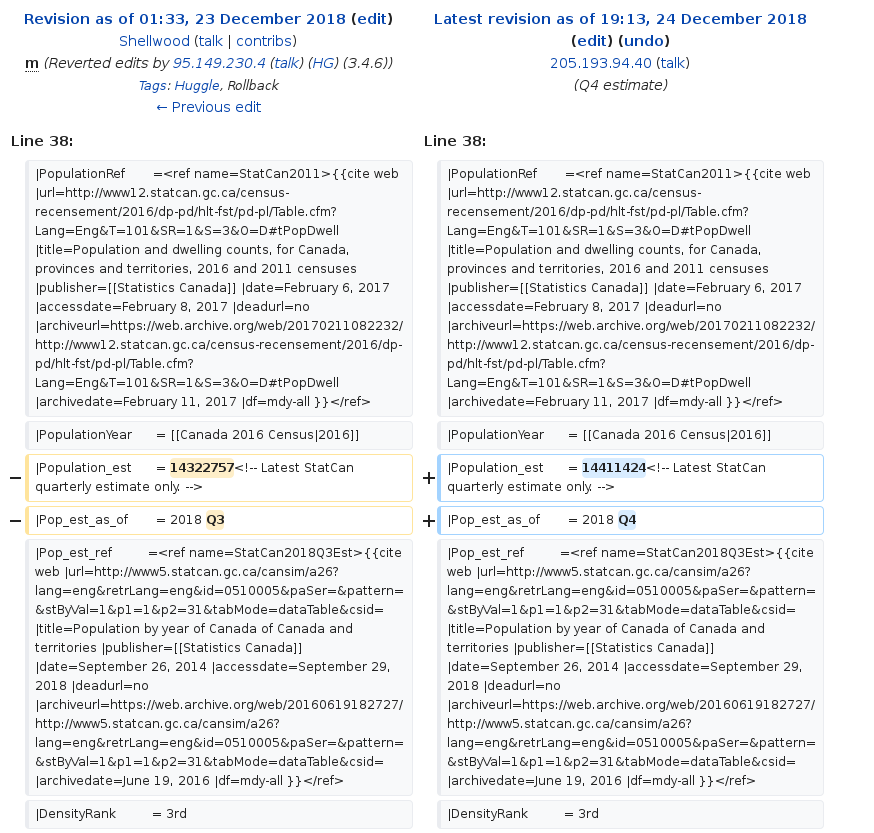 Revision as of 01:33, 23 December 2018 (edit)
Shellwood (talk | contribs)
m (Reverted edits by 95.149.230.4 (talk) (HG) (3.4.6))
Tags: Huggle, Rollback
← Previous edit
Latest revision as of 19:13, 24 December 2018
(edit) (undo)
205.193.94.40 (talk)
(Q4 estimate)
Line 38:
Line 38:
|PopulationRef =<ref name=StatCan2011>{{cite web
|url=http://www12.statcan.gc.ca/census-
recensement/2016/dp-pd/hlt-fst/pd-pl/Table.cfm?
Lang=Eng&T=101&SR=1&S=3&O=D#tPopDwell
|title=Population and dwelling counts, for Canada,
provinces and territories, 2016 and 2011 censuses
|publisher=[[Statistics Canada]] |date=February 6, 2017
|accessdate=February 8, 2017 |deadurl=no
|archiveurl=https://web.archive.org/web/20170211082232/
http://www12.statcan.gc.ca/census-recensement/2016/dp-
pd/hlt-fst/pd-pl/Table.cfm?
Lang=Eng&T=101&SR=1&S=3&O=D#tPopDwell
|archivedate=February 11, 2017 |df=mdy-all }}</ref>
|PopulationRef =<ref name=StatCan2011>{{cite web
|url=http://www12.statcan.gc.ca/census-
recensement/2016/dp-pd/hlt-fst/pd-pl/Table.cfm?
Lang=Eng&T=101&SR=1&S=3&O=D#tPopDwell
|title=Population and dwelling counts, for Canada,
provinces and territories, 2016 and 2011 censuses
|publisher=[[Statistics Canada]] |date=February 6, 2017
|accessdate=February 8, 2017 |deadurl=no
|archiveurl=https://web.archive.org/web/20170211082232/
http://www12.statcan.gc.ca/census-recensement/2016/dp-
pd/hlt-fst/pd-pl/Table.cfm?
Lang=Eng&T=101&SR=1&S=3&O=D#tPopDwell
|archivedate=February 11, 2017 |df=mdy-all }}</ref>
|PopulationYear = [[Canada 2016 Census|2016]]
|PopulationYear = [[Canada 2016 Census|2016]]
− |Population_est = 14322757<!-- Latest StatCan
quarterly estimate only. -->
+ |Population_est = 14411424<!-- Latest StatCan
quarterly estimate only. -->
− |Pop_est_as_of = 2018 Q3
+ |Pop_est_as_of = 2018 Q4
|Pop_est_ref =<ref name=StatCan2018Q3Est>{{cite
web |url=http://www5.statcan.gc.ca/cansim/a26?
lang=eng&retrLang=eng&id=0510005&paSer=&pattern=
&stByVal=1&p1=1&p2=31&tabMode=dataTable&csid=
|title=Population by year of Canada of Canada and
territories |publisher=[[Statistics Canada]]
|date=September 26, 2014 |accessdate=September 29,
2018 |deadurl=no
|archiveurl=https://web.archive.org/web/20160619182727/
http://www5.statcan.gc.ca/cansim/a26?
lang=eng&retrLang=eng&id=0510005&paSer=&pattern=
&stByVal=1&p1=1&p2=31&tabMode=dataTable&csid=
|archivedate=June 19, 2016 |df=mdy-all }}</ref>
|Pop_est_ref =<ref name=StatCan2018Q3Est>{{cite
web |url=http://www5.statcan.gc.ca/cansim/a26?
lang=eng&retrLang=eng&id=0510005&paSer=&pattern=
&stByVal=1&p1=1&p2=31&tabMode=dataTable&csid=
|title=Population by year of Canada of Canada and
territories |publisher=[[Statistics Canada]]
|date=September 26, 2014 |accessdate=September 29,
2018 |deadurl=no
|archiveurl=https://web.archive.org/web/20160619182727/
http://www5.statcan.gc.ca/cansim/a26?
lang=eng&retrLang=eng&id=0510005&paSer=&pattern=
&stByVal=1&p1=1&p2=31&tabMode=dataTable&csid=
|archivedate=June 19, 2016 |df=mdy-all }}</ref>
|DensityRank = 3rd
|DensityRank = 3rd